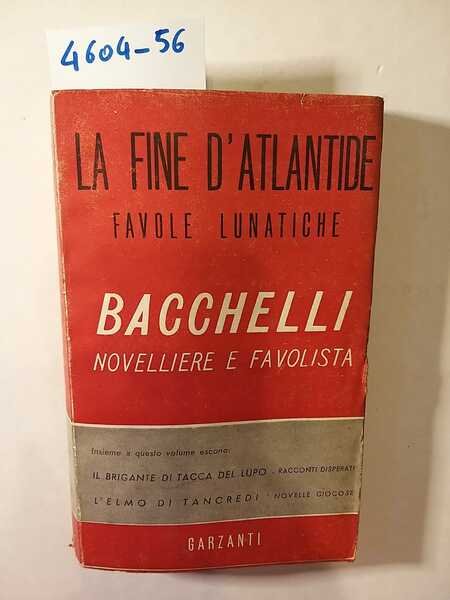 4604-56
LA FINE D'ATLANTIDE
FAVOLE LUNATICHE
BACCHELLI
NOVELLIERE E FAVOLISTA
Insieme a questo volume escono:
IL BRIGANTE DI TACCA DEL LUPO - RACCONTI DISPERATI
L'ELMO DI TANCREDI - NOVELLE GIOCOSE
GARZANTI